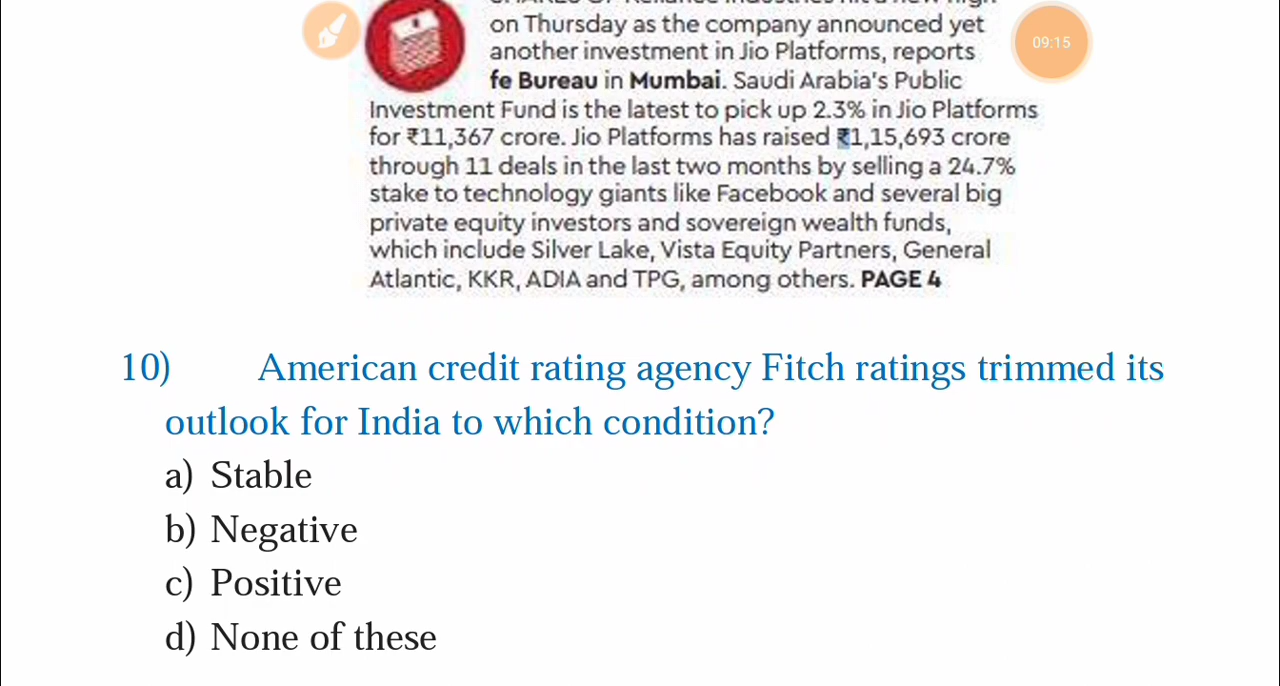 on Thursday as the company announced yet
09:15
another investment in Jio Platforms, reports
fe Bureau in Mumbai. Saudi Arabia's Public
Investment Fund is the latest to pick up 2.3% in Jio Platforms
for ₹11,367 crore. Jio Platforms has raised ₹1,15,693 crore
through 11 deals in the last two months by selling a 24.7%
stake to technology giants like Facebook and several big
private equity investors and sovereign wealth funds,
which include Silver Lake, Vista Equity Partners, General
Atlantic, KKR, ADIA and TPG, among others. PAGE 4
10) American credit rating agency Fitch ratings trimmed its
outlook for India to which condition?
a) Stable
b) Negative
c) Positive
d) None of these